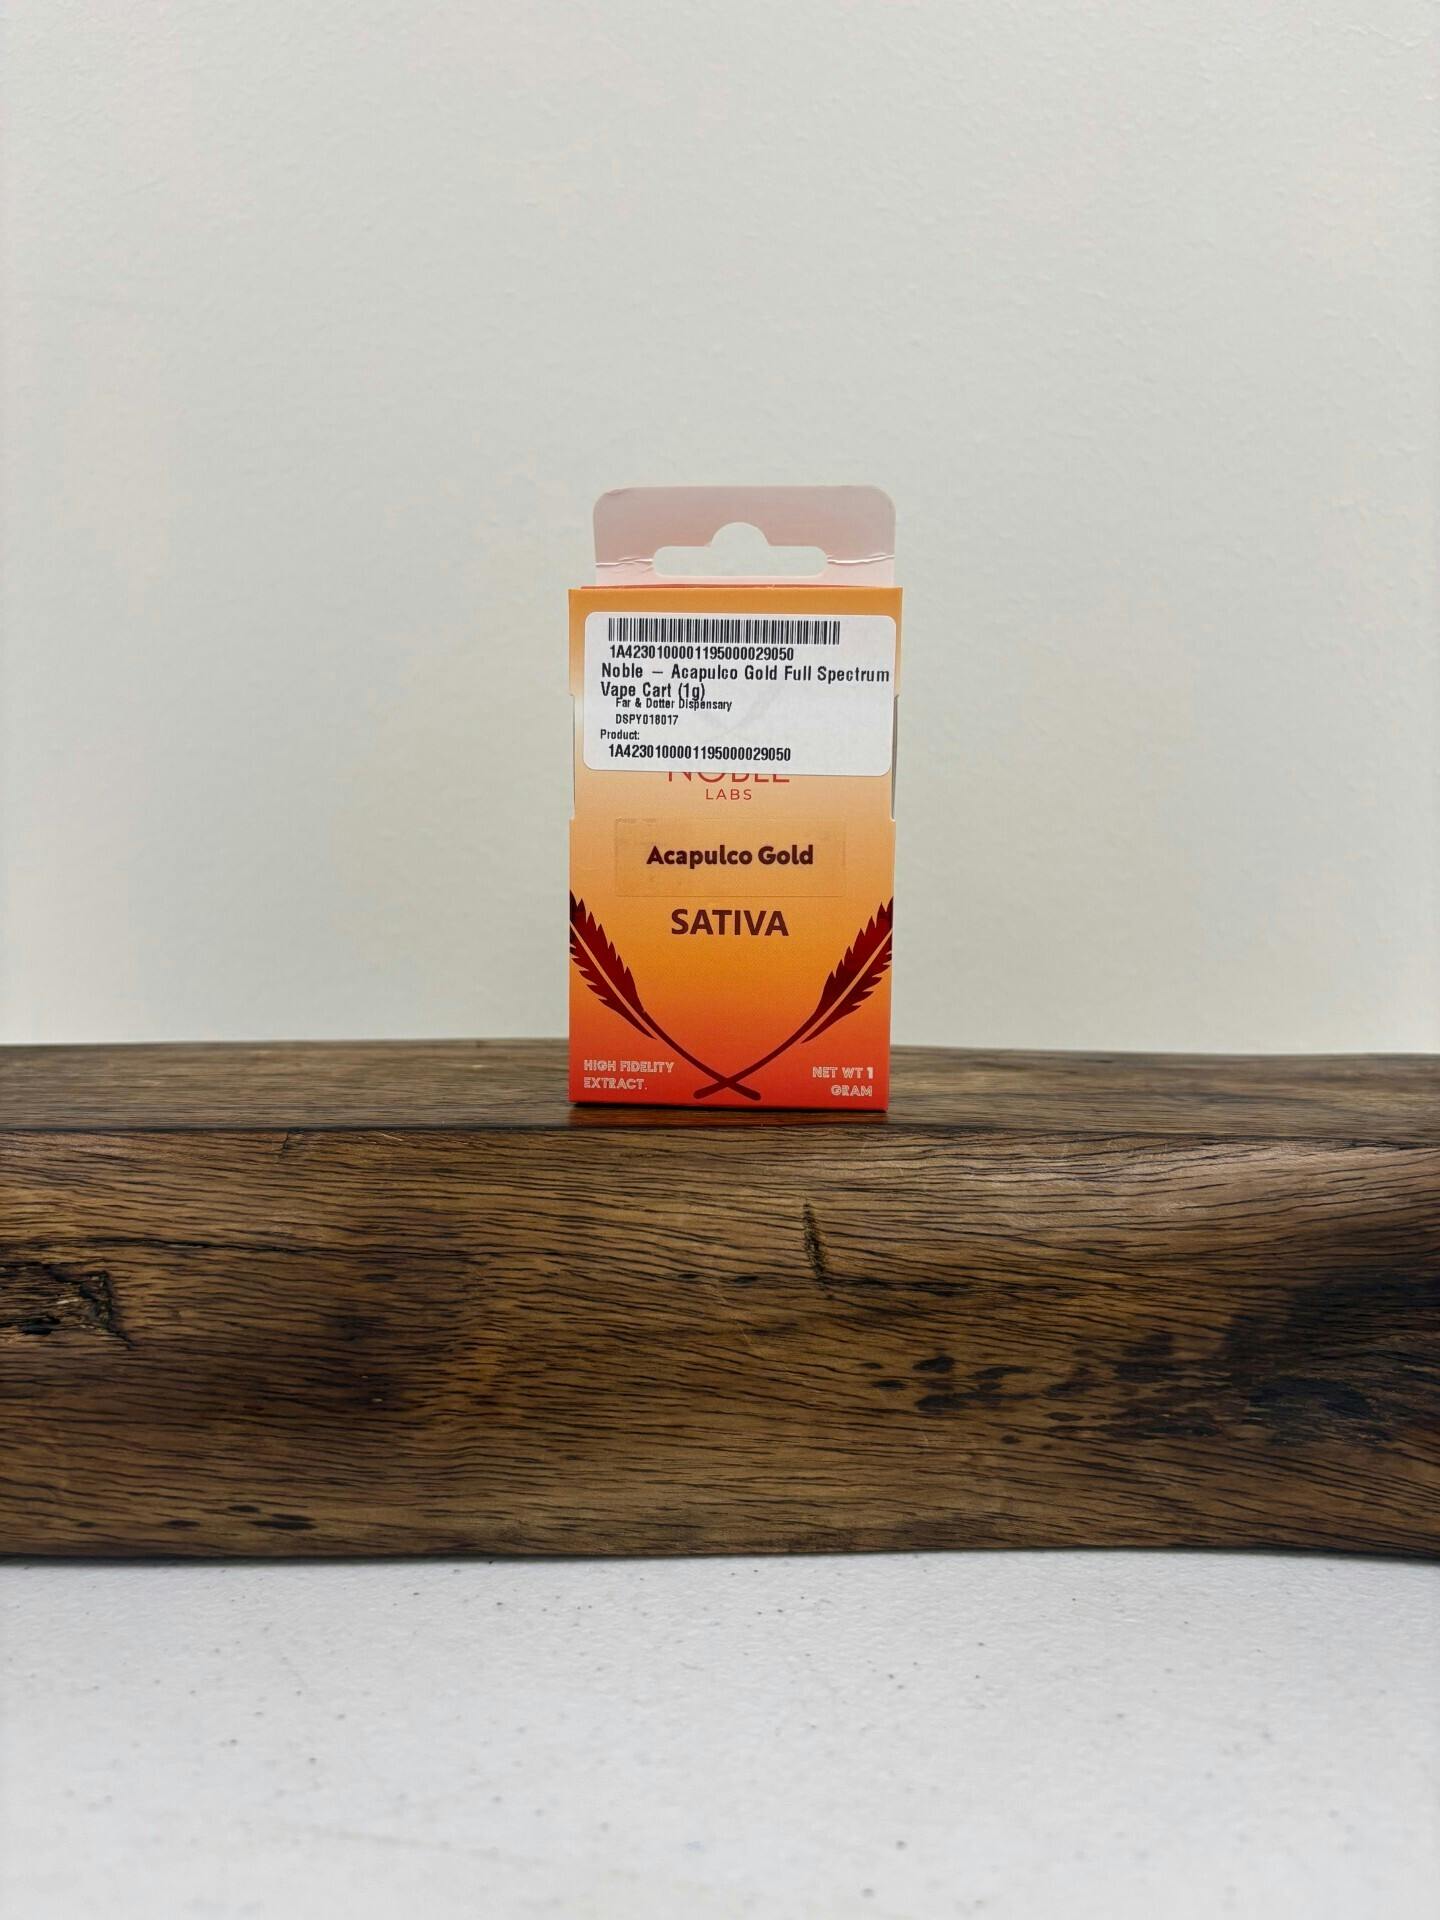 1A4230100001195000029050
Noble – Acapulco Gold Full Spectrum
Vape Cart (1g)
Far & Dotter Dispensary
DSPY018017
Product:
1A4230100001195000029050
NOBLE
LABS
Acapulco Gold
SATIVA
HIGH FIDELITY
EXTRACT.
NET WT 1
GRAM